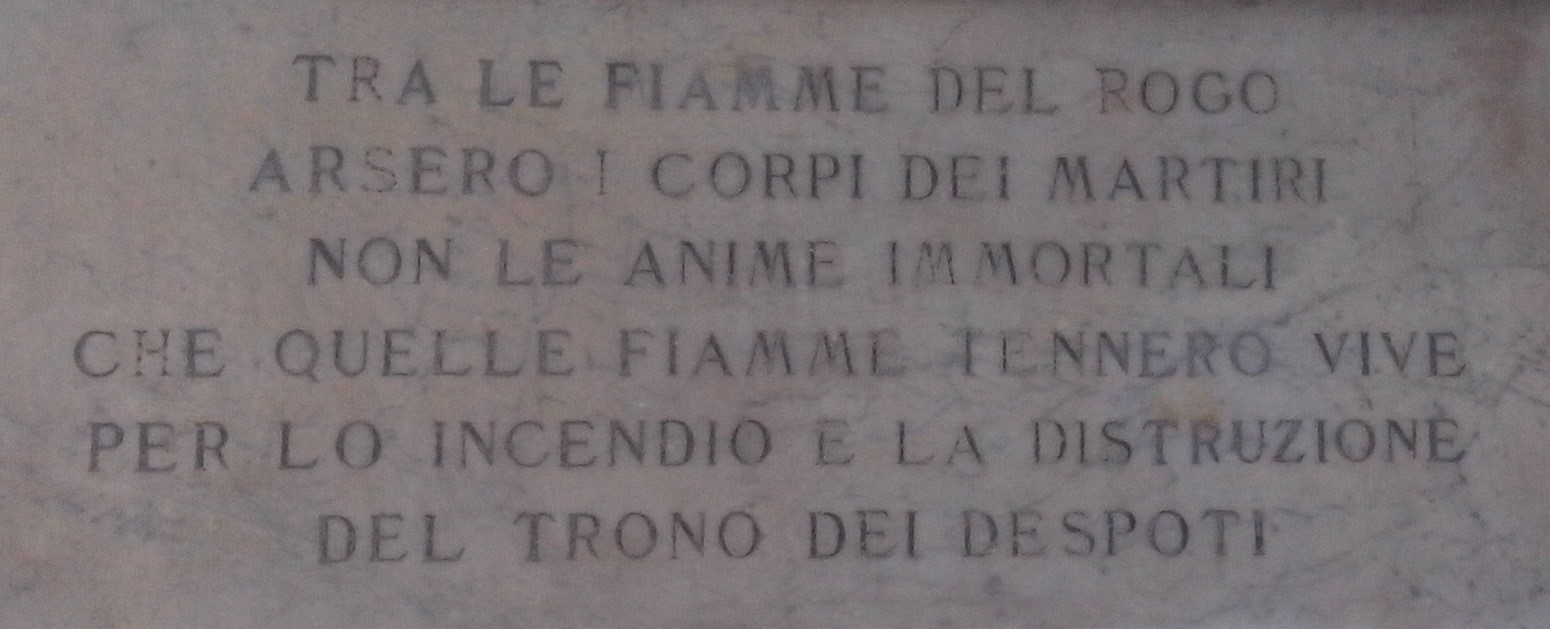 TRA LE FIAMME DEL ROGO
ARSERO I CORPI DEI MARTIRI
NON LE ANIME IMMORTALI
CHE QUELLE FIAMME TENNERO VIVE
PER LO INCENDIO E LA DISTRUZIONE
DEL TRONO DEI DESPOTI